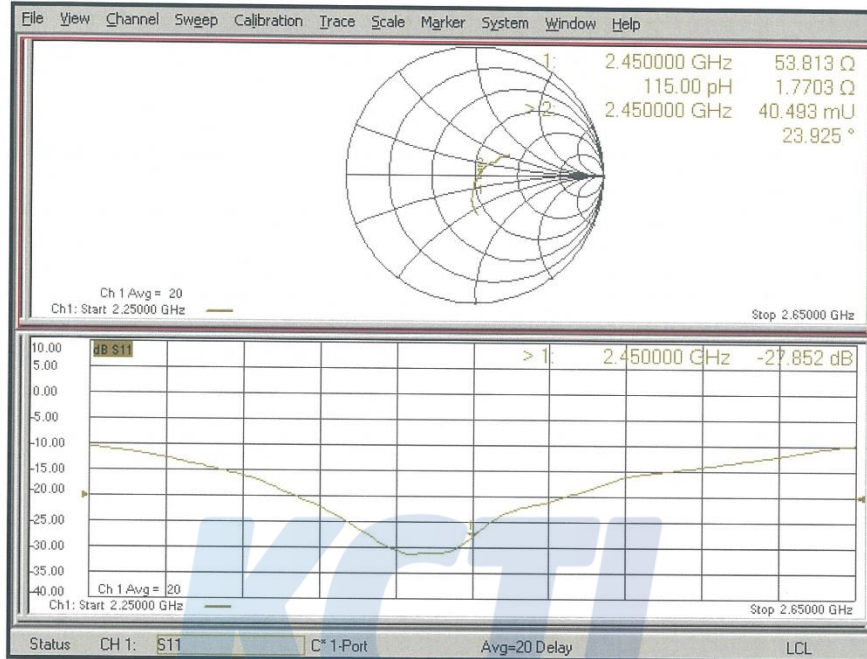 File View Channel Sweep Calibration Trace Scale Marker System Window Help
1: 2.450000 GHz 53.813 Ω
115.00 pH 1.7703 Ω
> 2: 2.450000 GHz 40.493 mU
23.925 °
Ch 1 Avg = 20
Ch1: Start 2.25000 GHz
Stop 2.65000 GHz
10.00 dB S11 > 1: 2.450000 GHz -27.852 dB
5.00
0.00
-5.00
-10.00
-15.00
-20.00
-25.00
-30.00
-35.00
-40.00
Ch 1 Avg = 20
Ch1: Start 2.25000 GHz
Stop 2.65000 GHz
KCTL
Status CH 1: S11 C* 1-Port Avg=20 Delay LCL